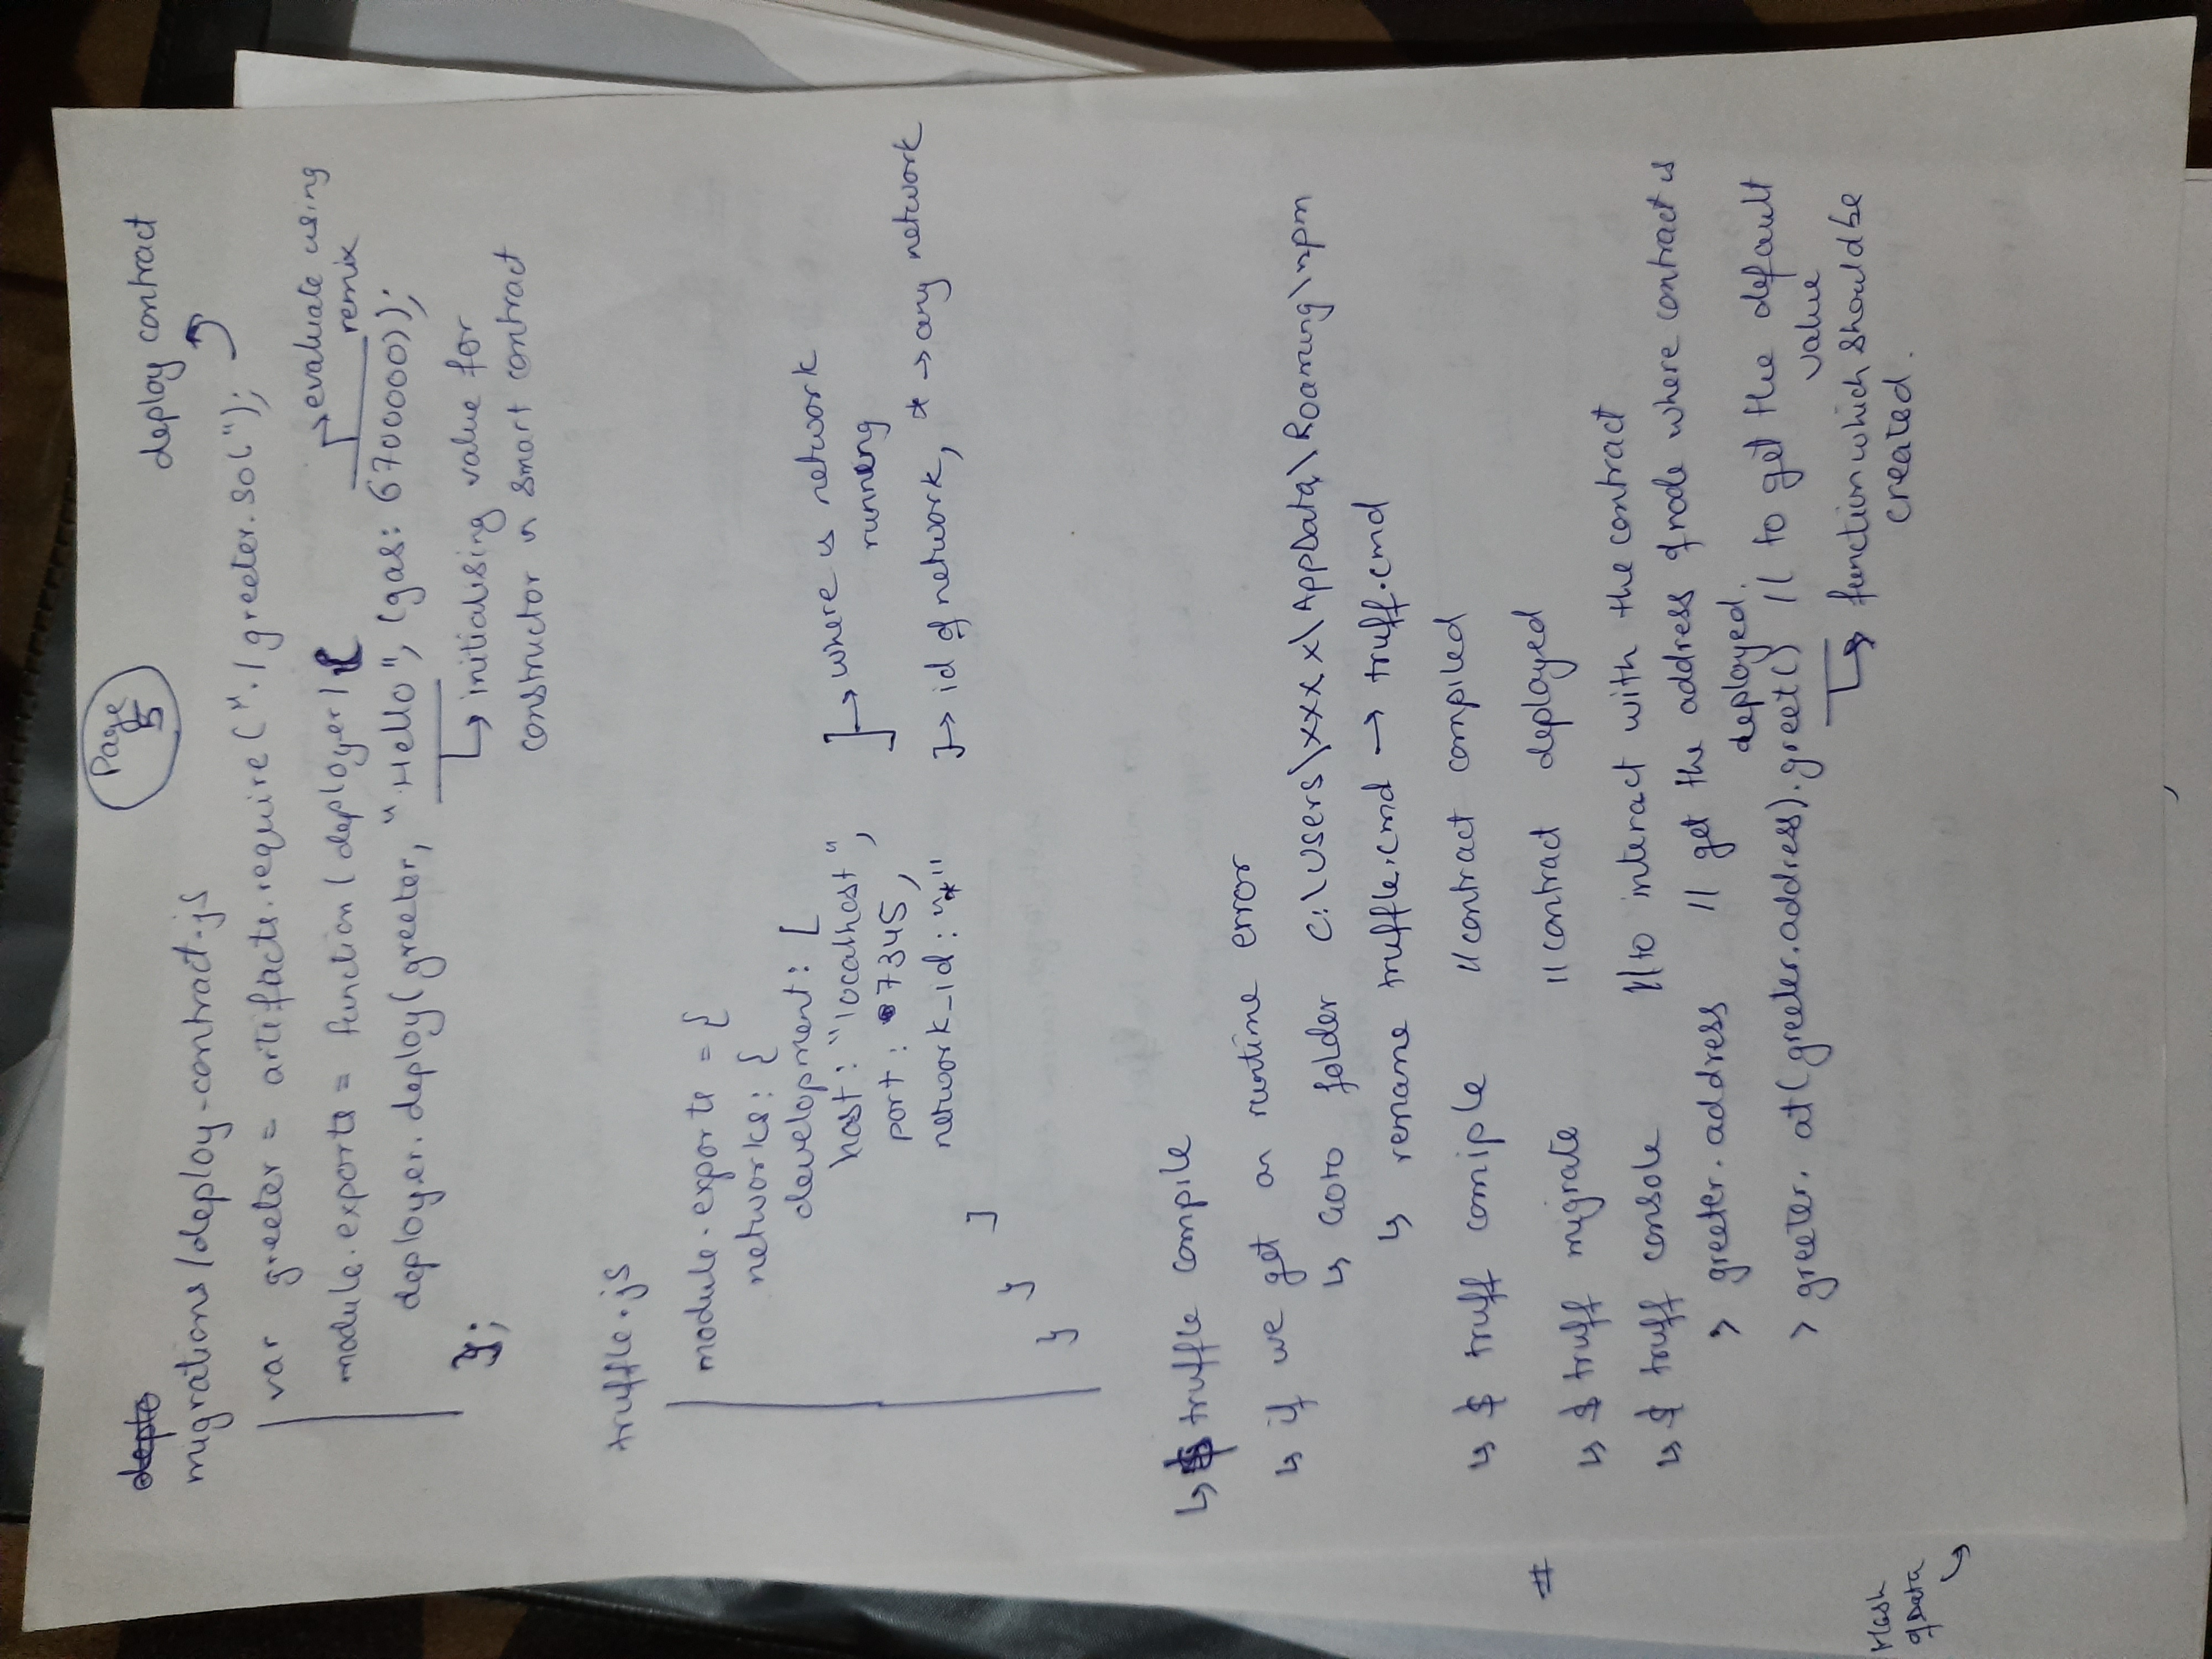 Page
5
deplo
deploy contract
migrations/deploy-contract.js
var greeter = artifacts.require("./greeter.sol");
module.exports = function(deployer) {
evaluate using
remix
deployer.deploy(greeter, "Hello", (gas: 6700000));
};
initialising value for
constructor in smart contract
truffle.js
module.exports = {
networks: {
development: [
host: "localhost",
port: 7345,
where is network
running
network_id: "*"
id of network, * → any network
]
}
}
↳ $ truffle compile
↳ if we get an runtime error
↳ Goto folder C:\Users\xxxx\AppData\Roaming\npm
↳ rename truffle.cmd → truff.cmd
↳ $ truff comiple //contract compiled
#
↳ $ truff migrate //contract deployed
↳ $ truff console //to interact with the contract
> greeter.address // get the address of node where contract is
deployed.
> greeter.at(greeter.address).greet() // to get the default
value
↳ function which should be
created.
Hash
of Data